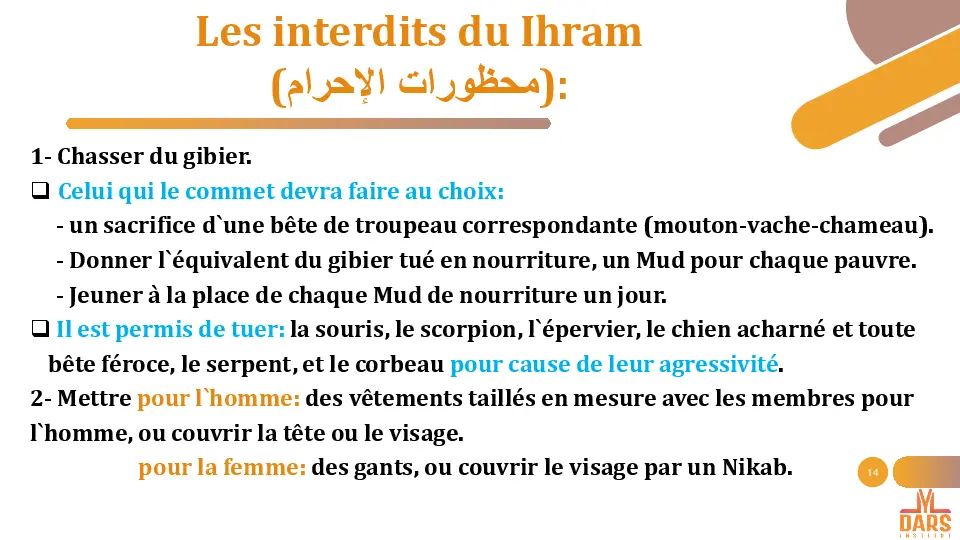 Les interdits du Ihram
(محظورات الإحرام):
1- Chasser du gibier.
❑ Celui qui le commet devra faire au choix:
- un sacrifice d`une bête de troupeau correspondante (mouton-vache-chameau).
- Donner l`équivalent du gibier tué en nourriture, un Mud pour chaque pauvre.
- Jeuner à la place de chaque Mud de nourriture un jour.
❑ Il est permis de tuer: la souris, le scorpion, l`épervier, le chien acharné et toute
bête féroce, le serpent, et le corbeau pour cause de leur agressivité.
2- Mettre pour l`homme: des vêtements taillés en mesure avec les membres pour
l`homme, ou couvrir la tête ou le visage.
pour la femme: des gants, ou couvrir le visage par un Nikab.
14
DARS
INSTITUT